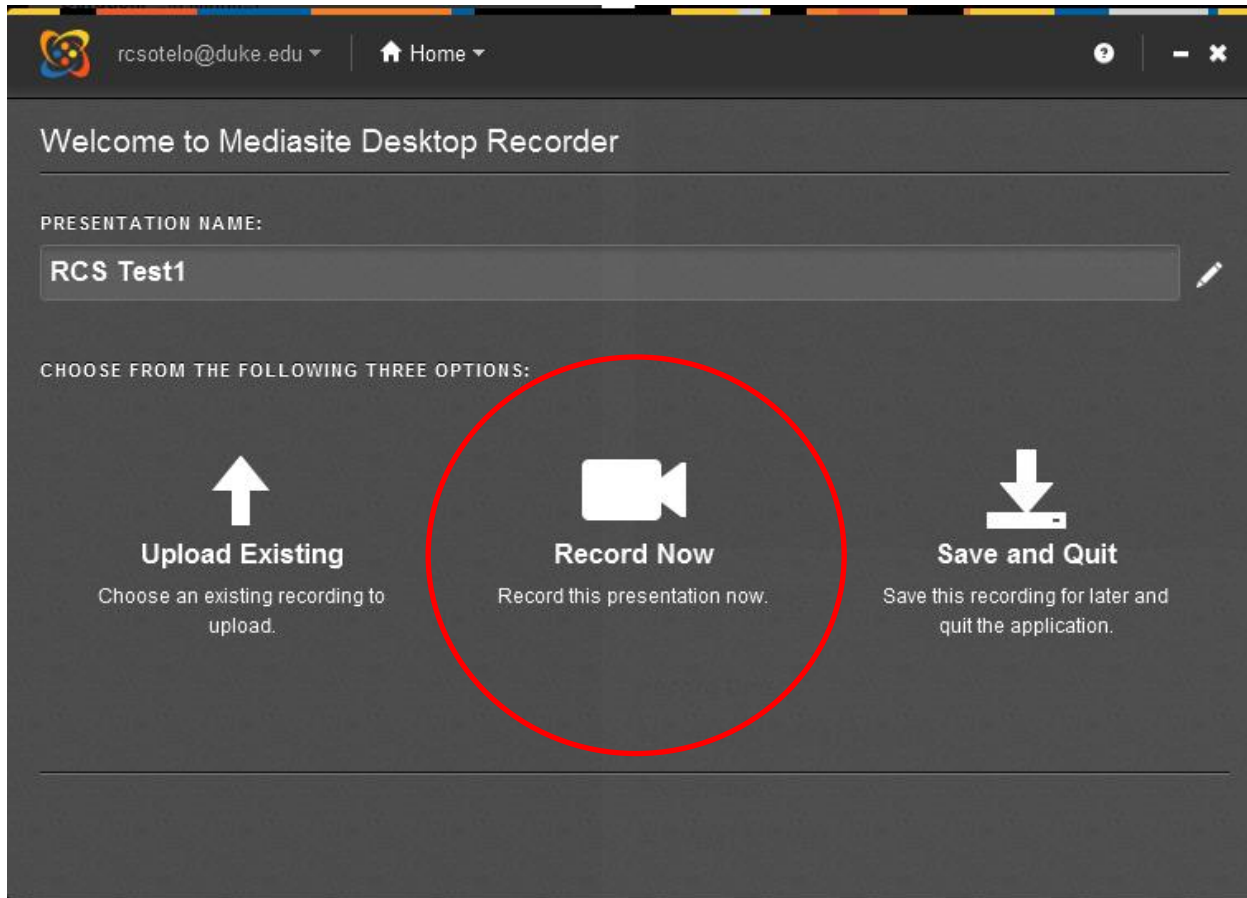 rcsotelo@duke.edu Home
Welcome to Mediasite Desktop Recorder
PRESENTATION NAME:
RCS Test1
CHOOSE FROM THE FOLLOWING THREE OPTIONS:
Upload Existing
Choose an existing recording to
upload.
Record Now
Record this presentation now.
Save and Quit
Save this recording for later and
quit the application.